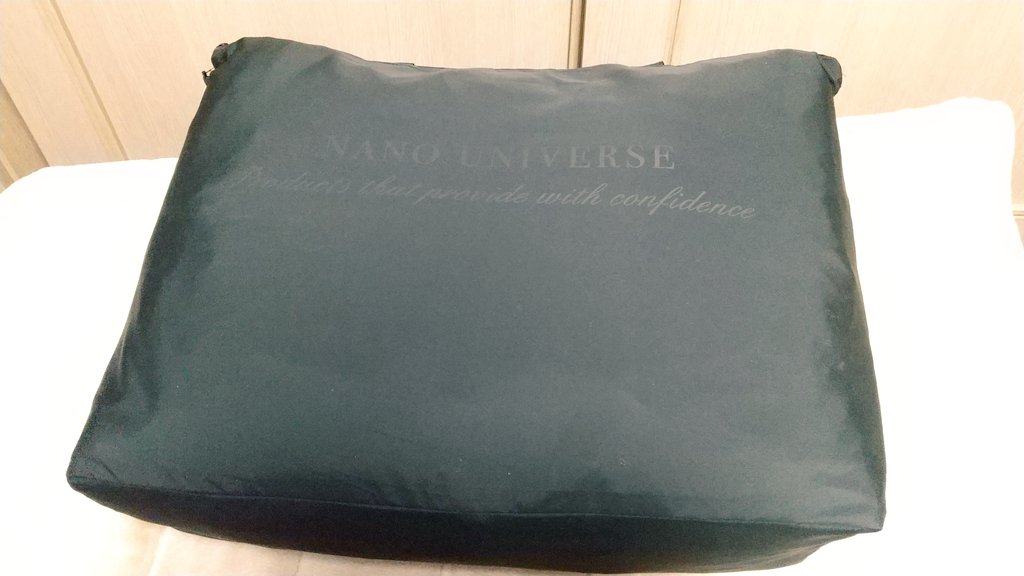 NANO UNIVERSE
Products that provide with confidence